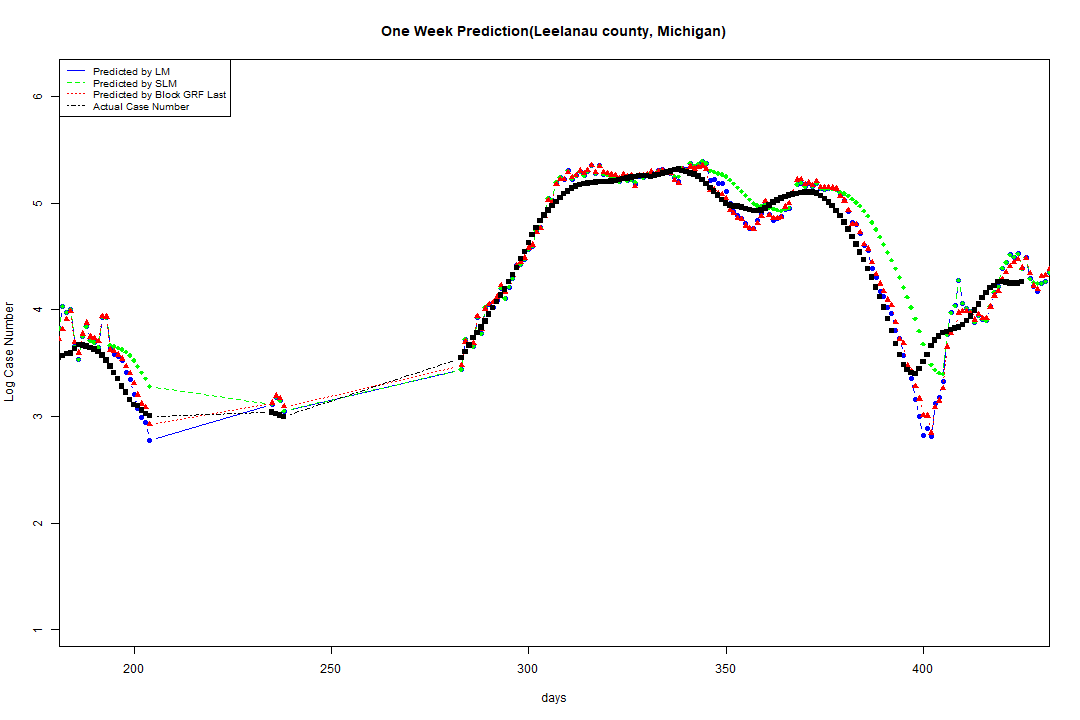 One Week Prediction(Leelanau county, Michigan)
Predicted by LM
Predicted by SLM
Predicted by Block GRF Last
Actual Case Number
Log Case Number
6
5
4
3
2
1
200
250
300
350
400
days